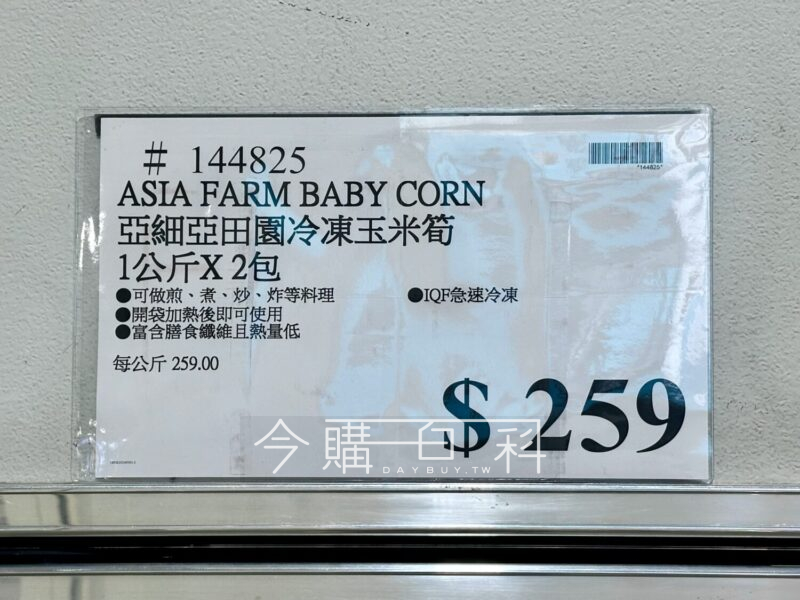 # 144825
*144825*
ASIA FARM BABY CORN
亞細亞田園冷凍玉米筍
1公斤X 2包
●可做煎、煮、炒、炸等料理
●IQF急速冷凍
●開袋加熱後即可使用
●富含膳食纖維且熱量低
每公斤 259.00
$ 259
今購百科
DAYBUY.TW